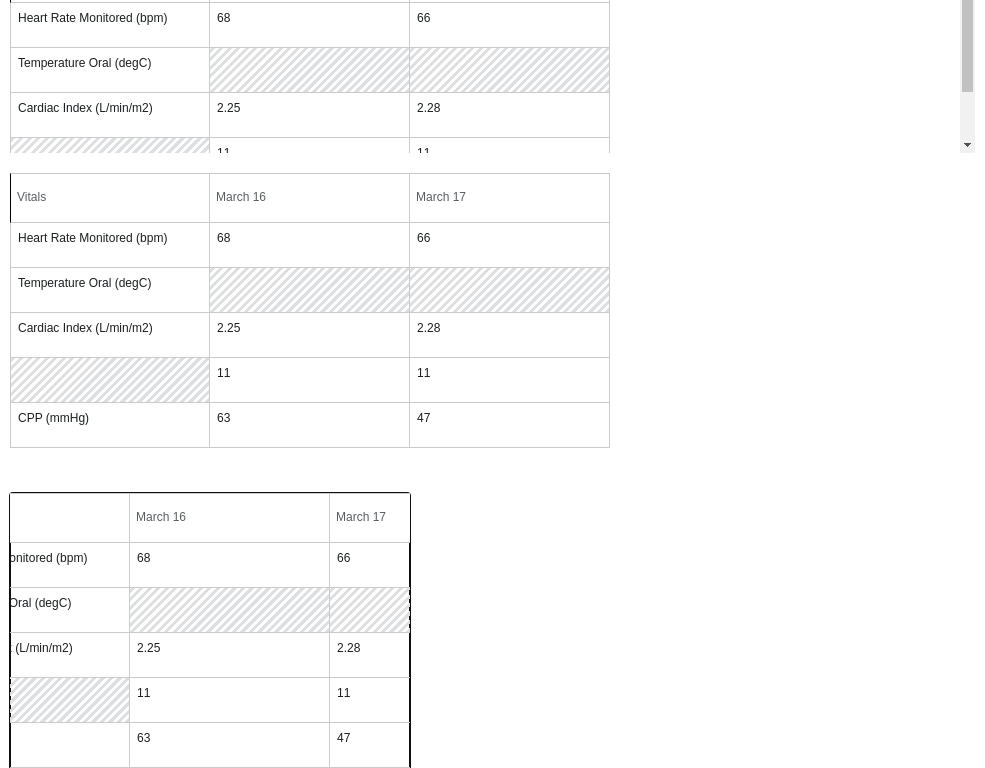 Heart Rate Monitored (bpm) 68 66
Temperature Oral (degC)
Cardiac Index (L/min/m2) 2.25 2.28
11 11
Vitals March 16 March 17
Heart Rate Monitored (bpm) 68 66
Temperature Oral (degC)
Cardiac Index (L/min/m2) 2.25 2.28
11 11
CPP (mmHg) 63 47
March 16 March 17
onitored (bpm) 68 66
Oral (degC)
(L/min/m2) 2.25 2.28
11 11
63 47